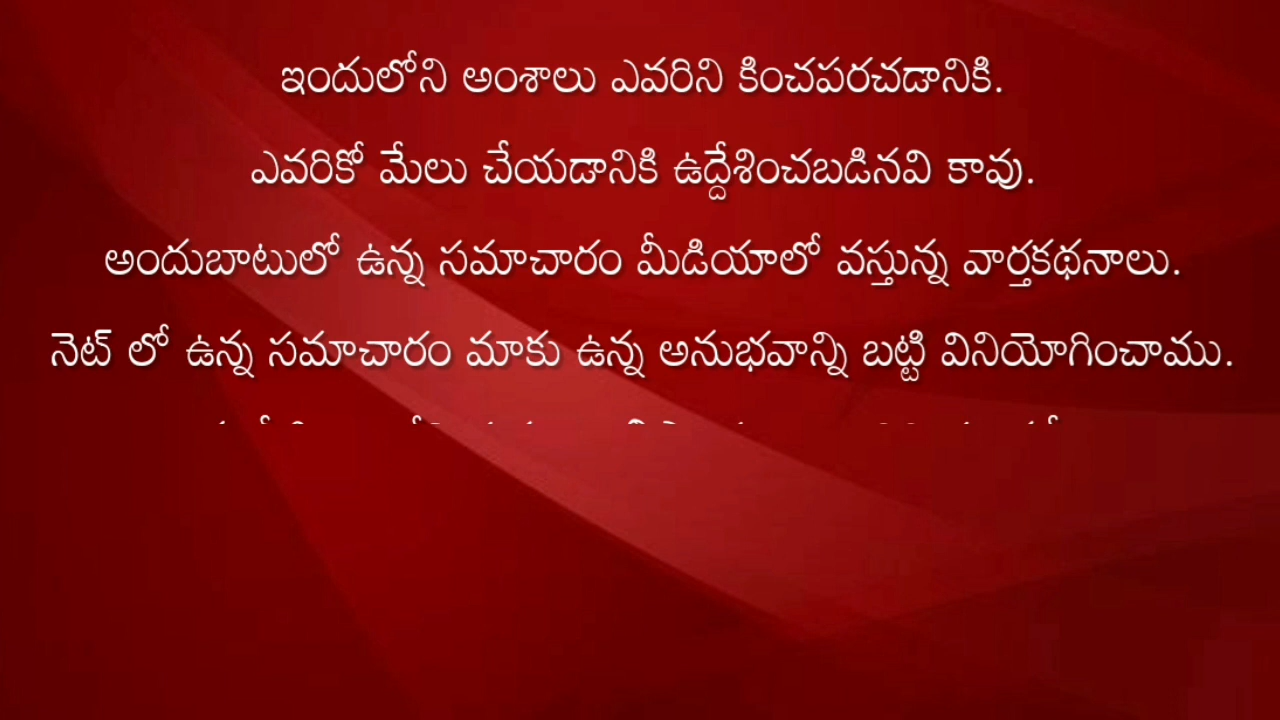 ఇందులోని అంశాలు ఎవరిని కించపరచడానికి.
ఎవరికో మేలు చేయడానికి ఉద్దేశించబడినవి కావు.
అందుబాటులో ఉన్న సమాచారం మీడియాలో వస్తున్న వార్తకథనాలు.
నెట్ లో ఉన్న సమాచారం మాకు ఉన్న అనుభవాన్ని బట్టి వినియోగించాము.